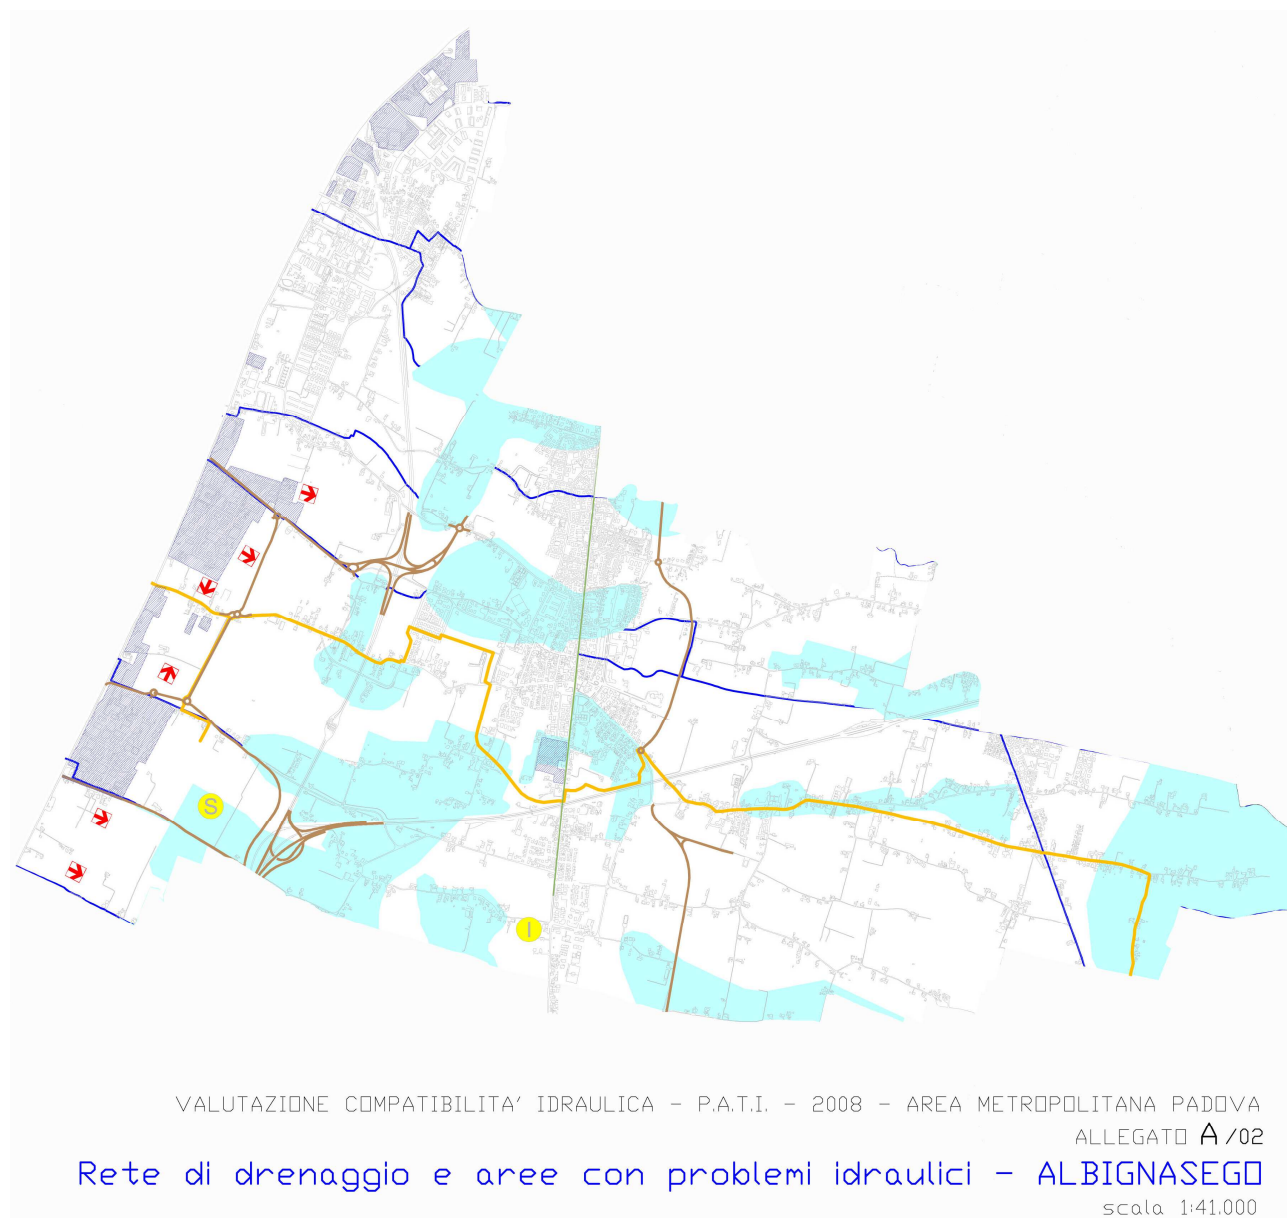 S
I
VALUTAZIONE COMPATIBILITA' IDRAULICA - P.A.T.I. - 2008 - AREA METROPOLITANA PADOVA
ALLEGATO A/02
Rete di drenaggio e aree con problemi idraulici - ALBIGNASEGO
scala 1:41.000